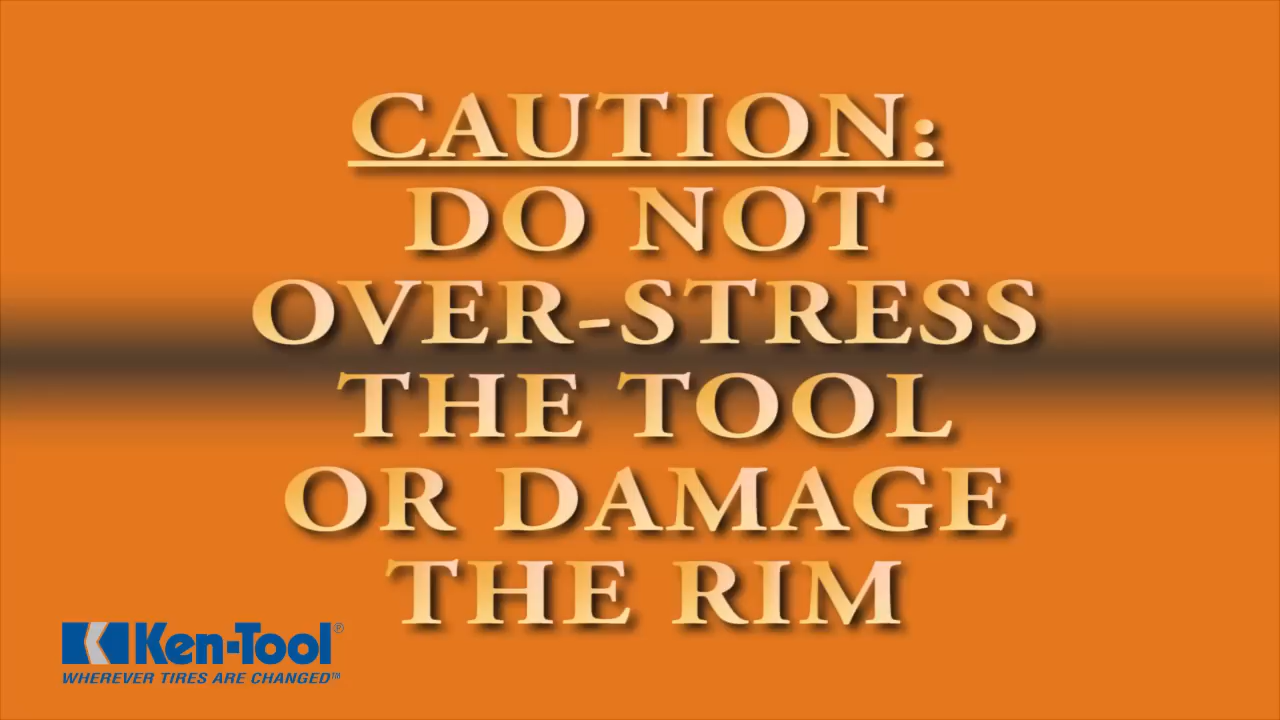 CAUTION:
DO NOT
OVER-STRESS
THE TOOL
OR DAMAGE
THE RIM
Ken-Tool®
WHEREVER TIRES ARE CHANGED™